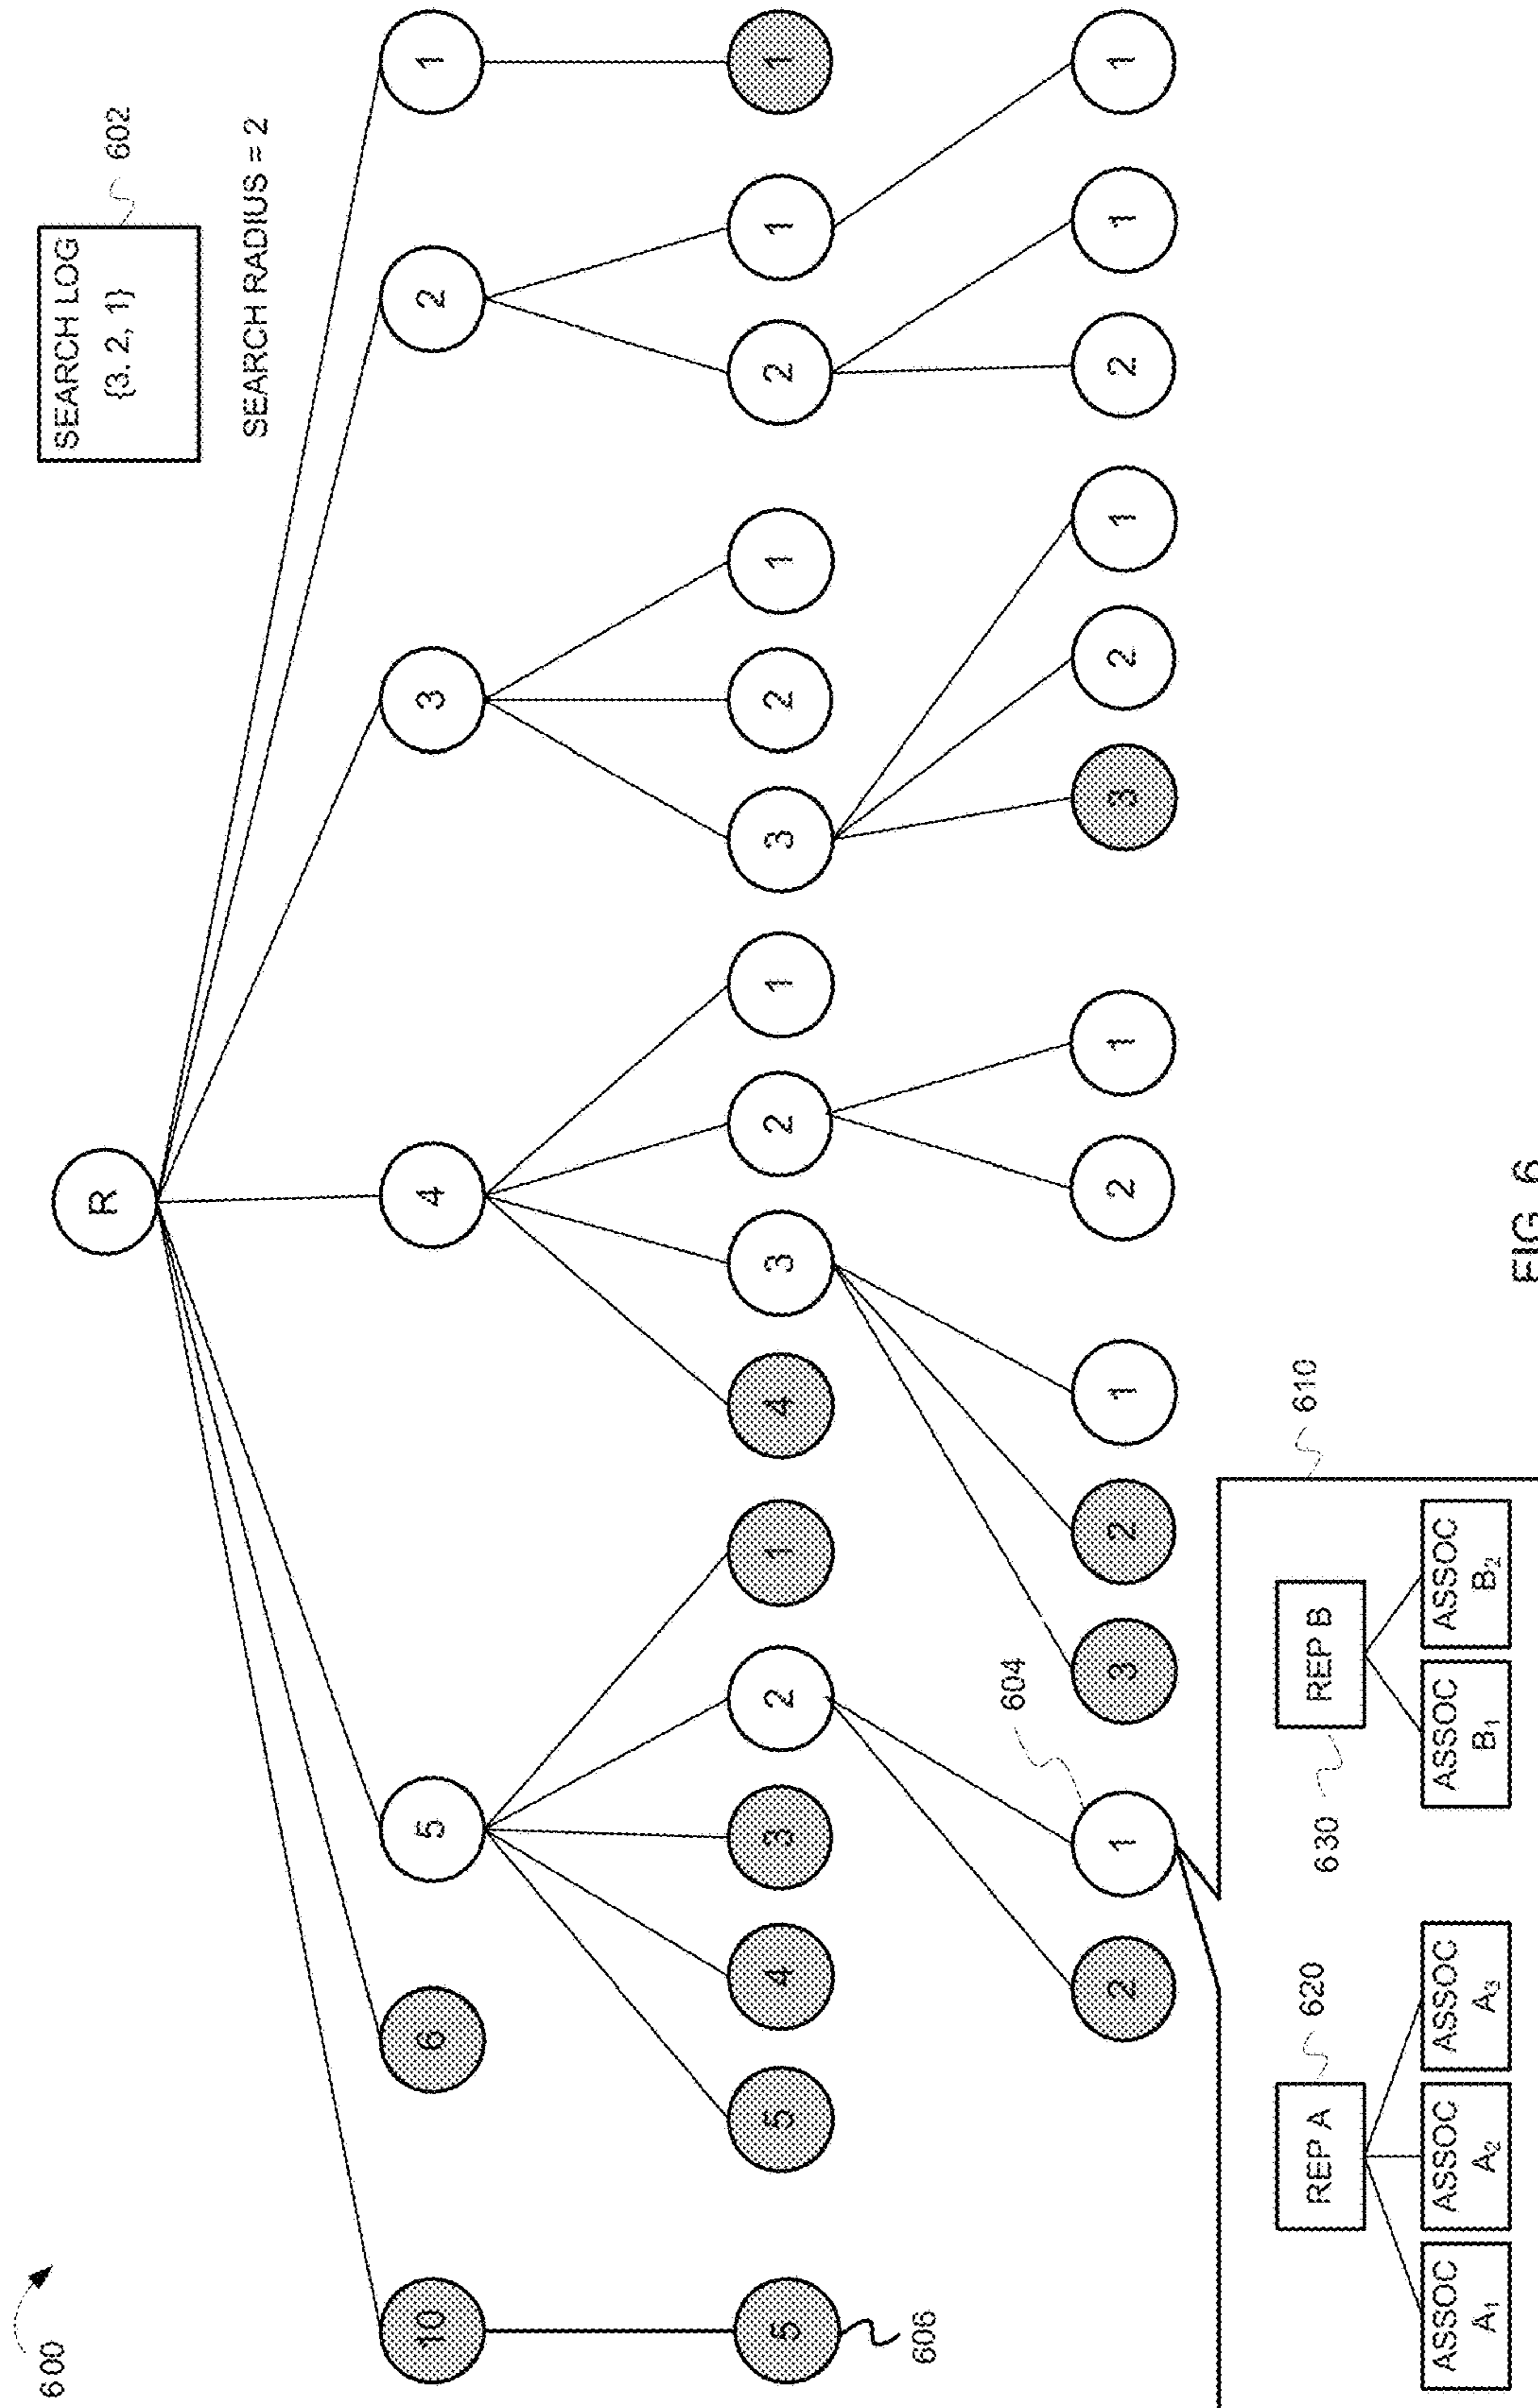 600
SEARCH LOG
{3, 2, 1}
602
SEARCH RADIUS = 2
R
10
6
5
4
3
2
1
5
5
4
3
2
1
4
3
2
1
3
2
1
2
1
1
606
2
1
3
2
1
2
1
3
2
1
2
1
1
604
610
REP A
620
ASSOC
A₁
ASSOC
A₂
ASSOC
A₃
630
REP B
ASSOC
B₁
ASSOC
B₂
FIG. 6